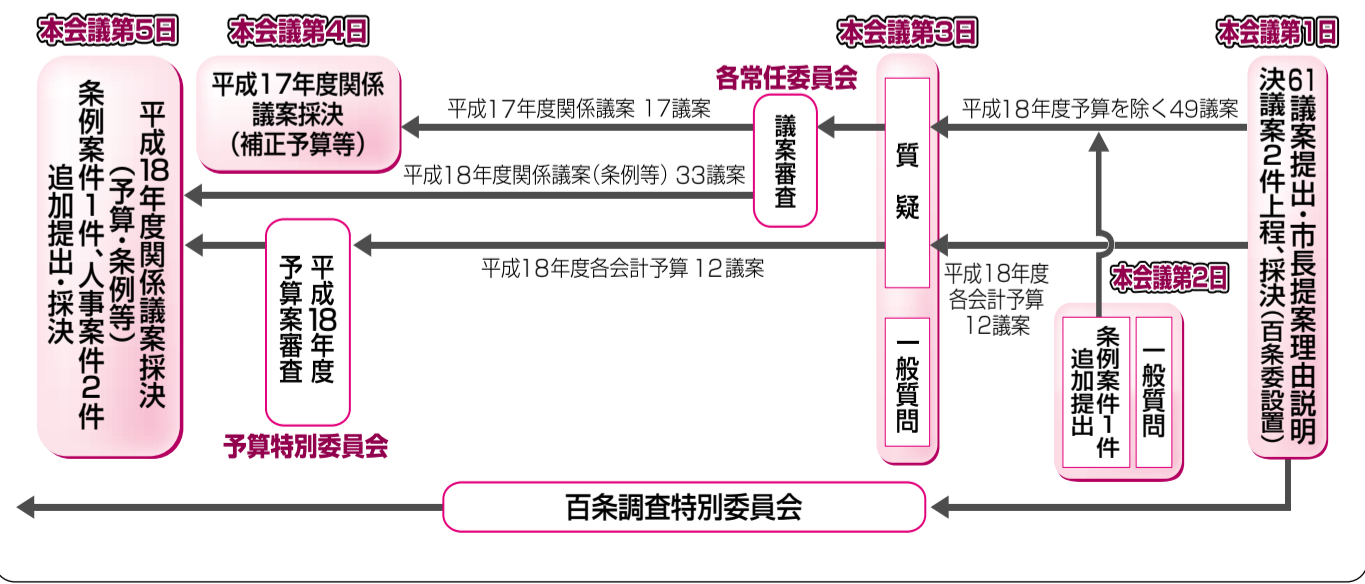 本会議第1日
61議案提出・市長提案理由説明
決議案2件上程、採決(百条委設置)
本会議第2日
一般質問
条例案件1件
追加提出
平成18年度予算を除く49議案
平成18年度
各会計予算
12議案
本会議第3日
質疑
一般質問
各常任委員会
議案審査
平成17年度関係議案 17議案
平成18年度関係議案(条例等) 33議案
平成18年度各会計予算 12議案
本会議第4日
平成17年度関係
議案採決
(補正予算等)
平成18年度
予算案審査
予算特別委員会
本会議第5日
平成18年度関係議案採決
(予算・条例等)
条例案件1件、人事案件2件
追加提出・採決
百条調査特別委員会